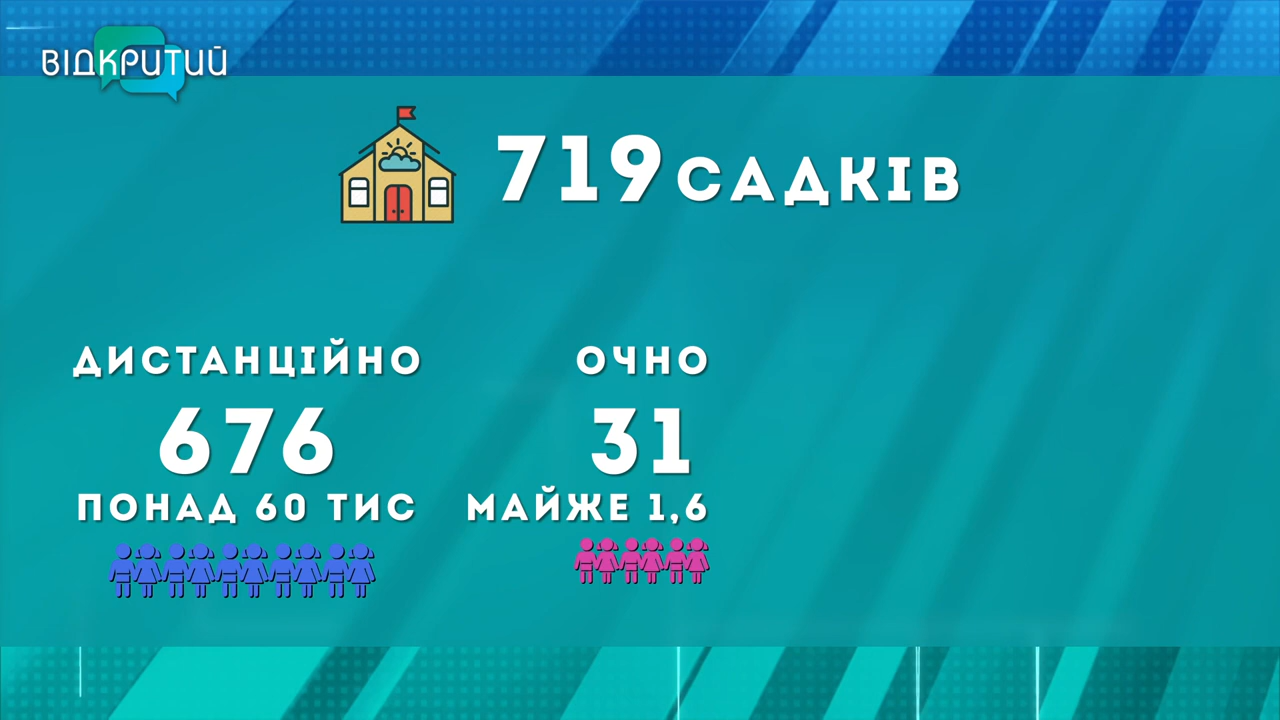 ВІДКРИТИЙ
719 САДКІВ
ДИСТАНЦІЙНО
676
ПОНАД 60 ТИС
ОЧНО
31
МАЙЖЕ 1,6